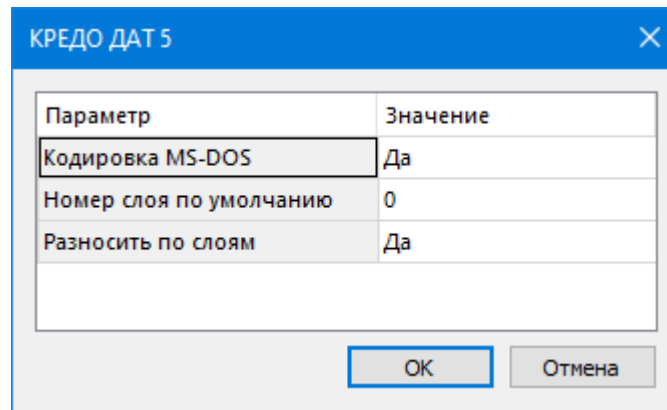 КРЕДО ДАТ 5
Параметр Значение
Кодировка MS-DOS Да
Номер слоя по умолчанию 0
Разносить по слоям Да
ОК Отмена